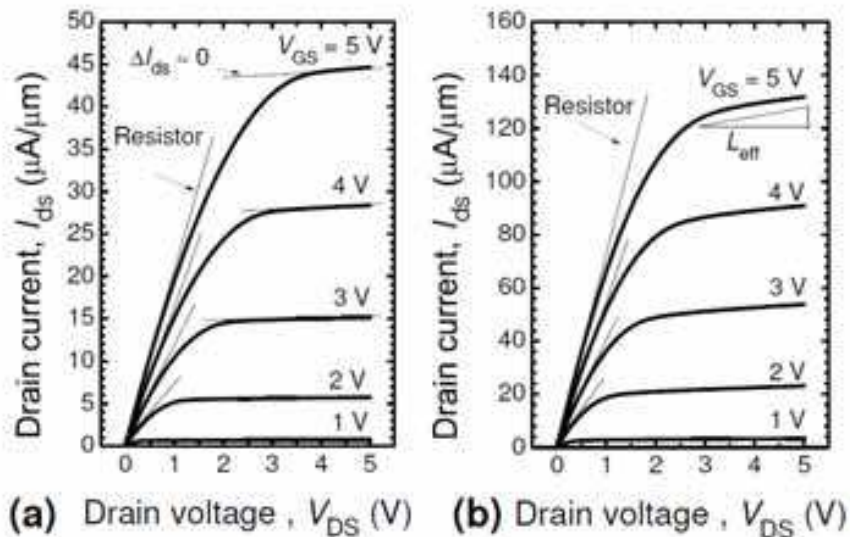 50
45
40
35
30
25
20
15
10
5
0
Drain current, I_ds (μA/μm)
ΔI_ds = 0
V_GS = 5 V
Resistor
4 V
3 V
2 V
1 V
0 1 2 3 4 5
(a) Drain voltage , V_DS (V)
160
140
120
100
80
60
40
20
0
Drain current, I_ds (μA/μm)
V_GS = 5 V
Resistor
L_eff
4 V
3 V
2 V
1 V
0 1 2 3 4 5
(b) Drain voltage , V_DS (V)